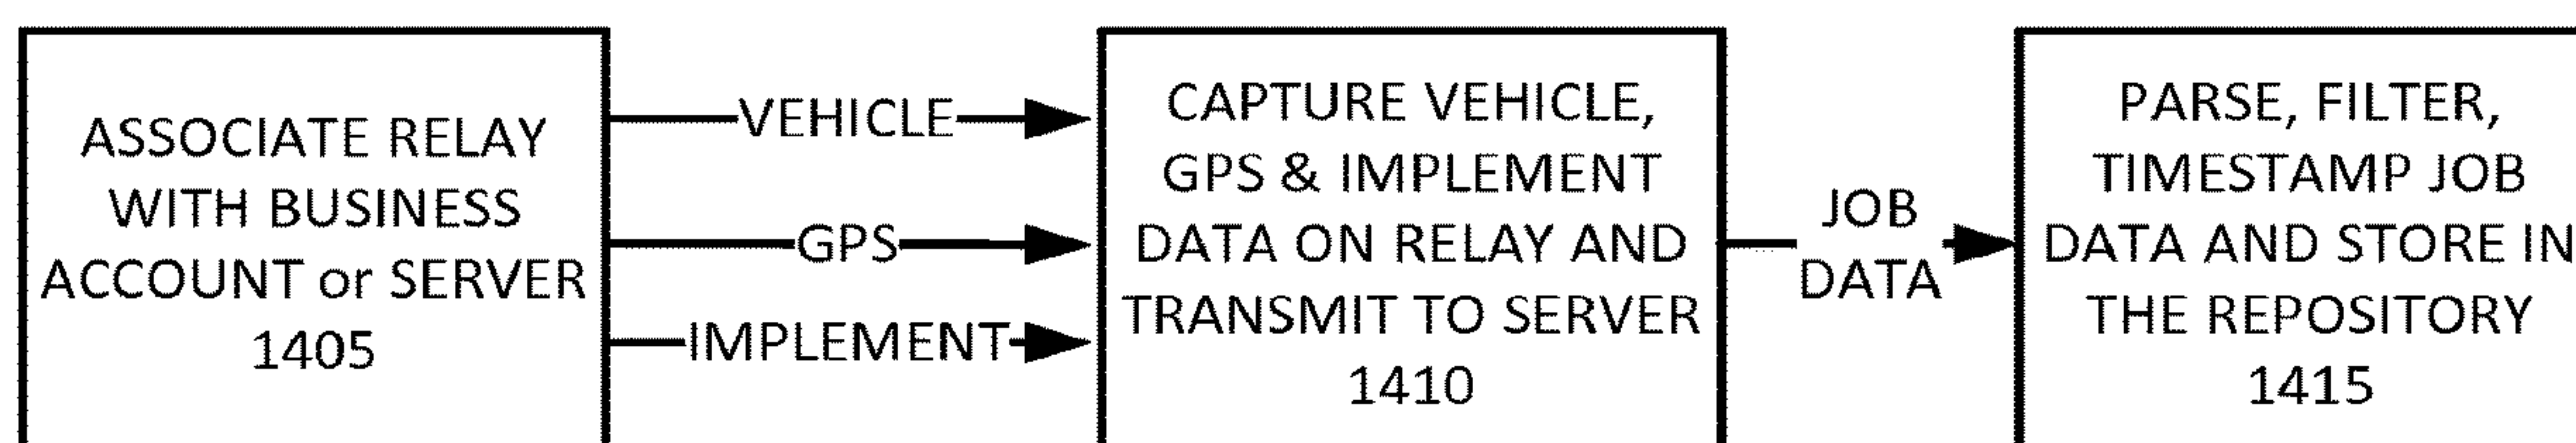 ASSOCIATE RELAY
WITH BUSINESS
ACCOUNT or SERVER
1405
VEHICLE
GPS
IMPLEMENT
CAPTURE VEHICLE,
GPS & IMPLEMENT
DATA ON RELAY AND
TRANSMIT TO SERVER
1410
JOB
DATA
PARSE, FILTER,
TIMESTAMP JOB
DATA AND STORE IN
THE REPOSITORY
1415